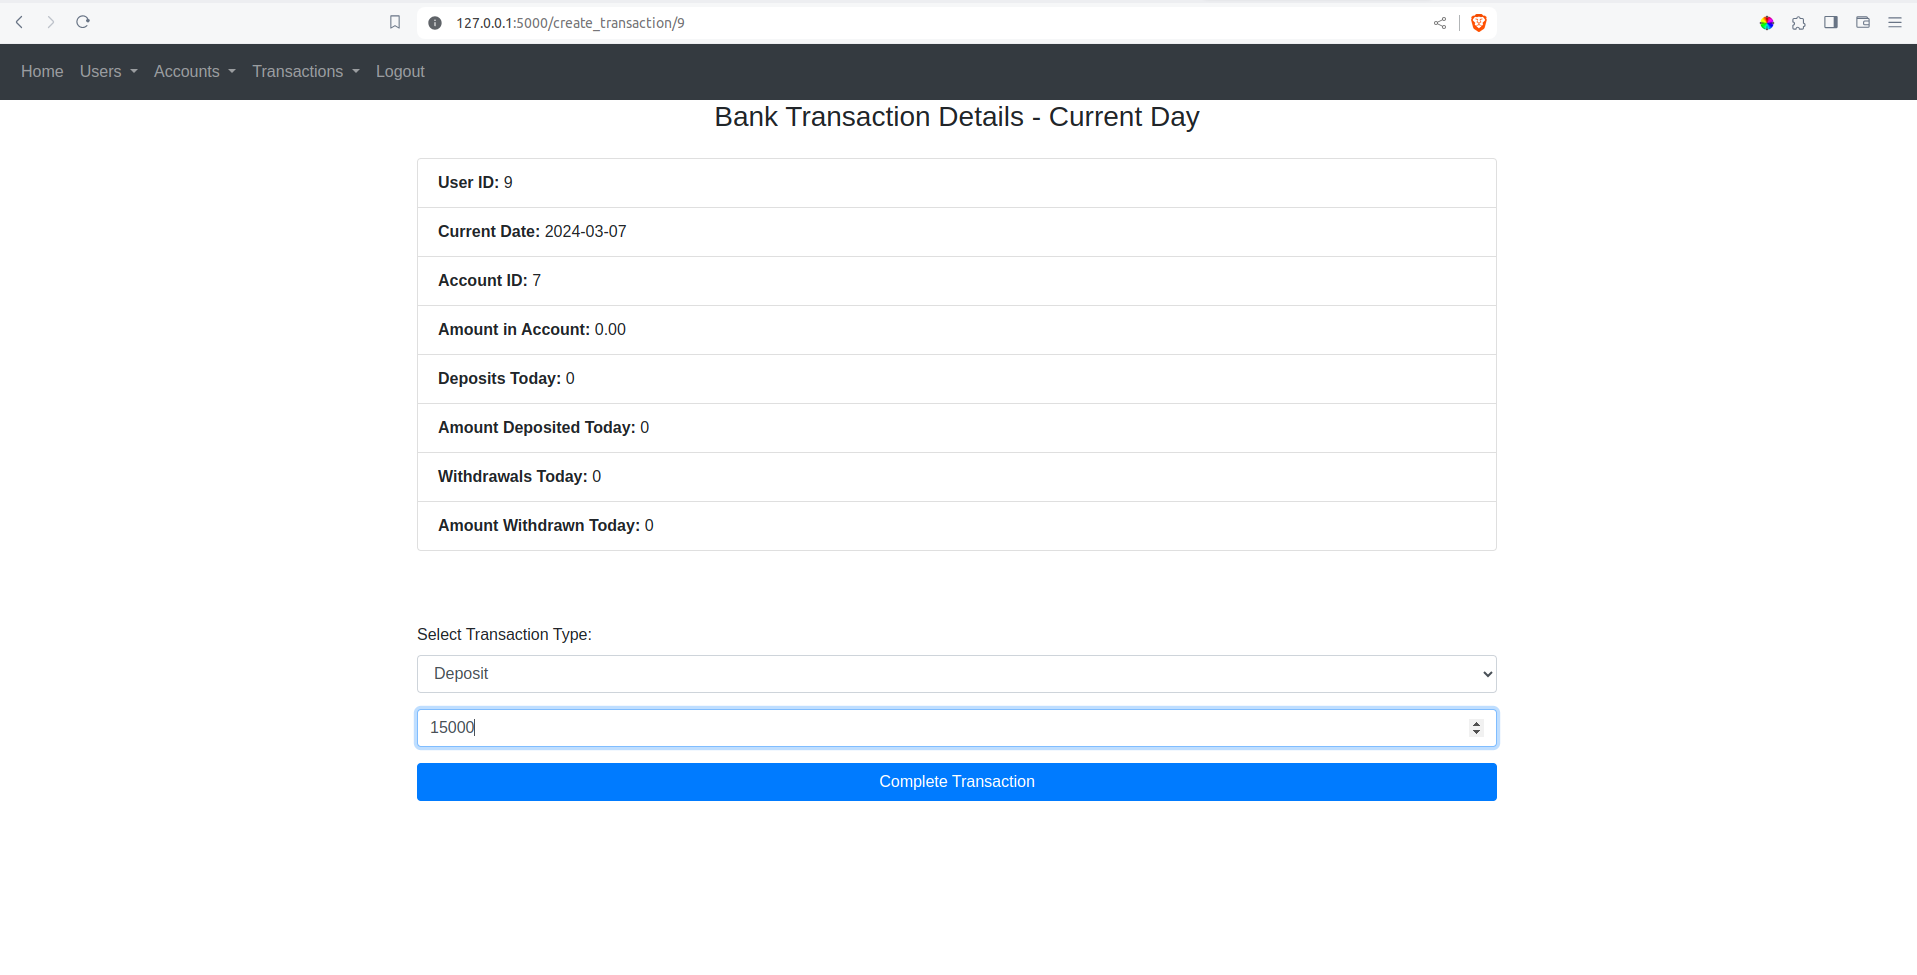 127.0.0.1:5000/create_transaction/9
Home Users Accounts Transactions Logout
Bank Transaction Details - Current Day
User ID: 9
Current Date: 2024-03-07
Account ID: 7
Amount in Account: 0.00
Deposits Today: 0
Amount Deposited Today: 0
Withdrawals Today: 0
Amount Withdrawn Today: 0
Select Transaction Type:
Deposit
15000
Complete Transaction